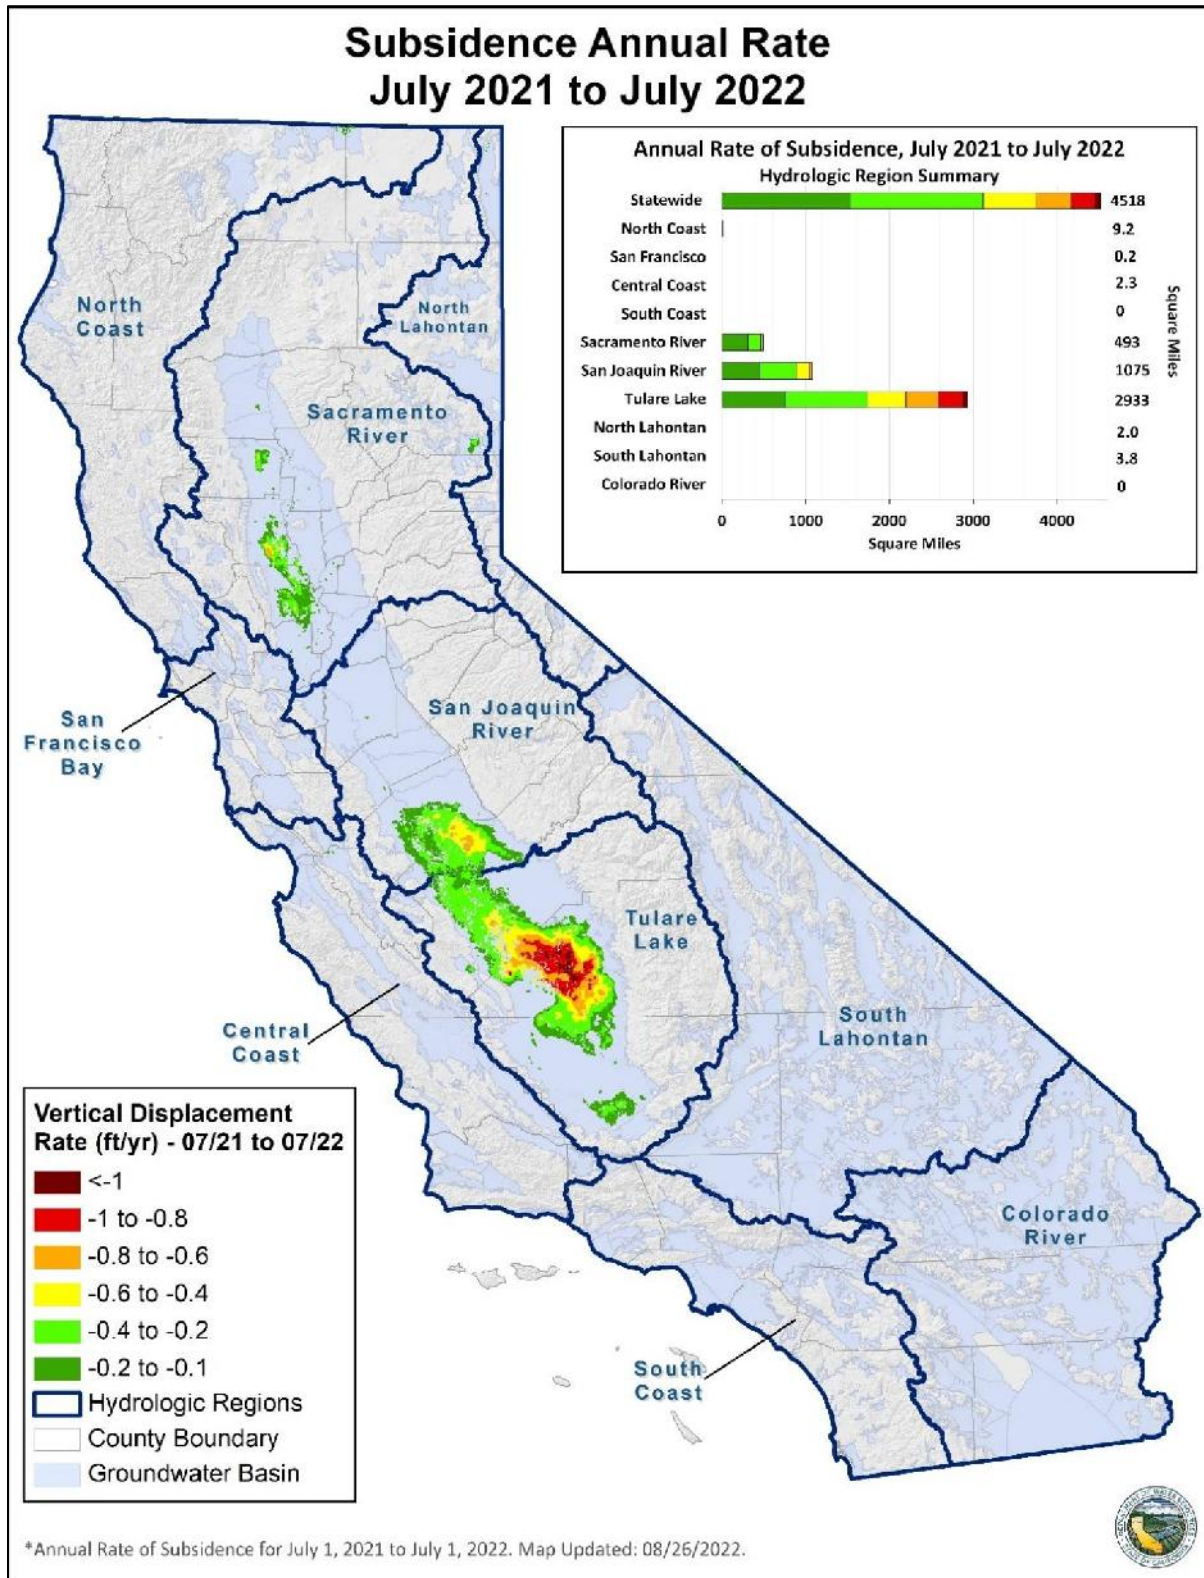 Subsidence Annual Rate
July 2021 to July 2022
Annual Rate of Subsidence, July 2021 to July 2022
Hydrologic Region Summary
Statewide 4518
North Coast 9.2
San Francisco 0.2
Central Coast 2.3
South Coast 0
Sacramento River 493
San Joaquin River 1075
Tulare Lake 2933
North Lahontan 2.0
South Lahontan 3.8
Colorado River 0
Square Miles
0 1000 2000 3000 4000
Square Miles
North
Coast
North
Lahontan
Sacramento
River
San
Francisco
Bay
San Joaquin
River
Tulare
Lake
Central
Coast
South
Lahontan
Colorado
River
South
Coast
Vertical Displacement
Rate (ft/yr) - 07/21 to 07/22
<-1
-1 to -0.8
-0.8 to -0.6
-0.6 to -0.4
-0.4 to -0.2
-0.2 to -0.1
Hydrologic Regions
County Boundary
Groundwater Basin
*Annual Rate of Subsidence for July 1, 2021 to July 1, 2022. Map Updated: 08/26/2022.